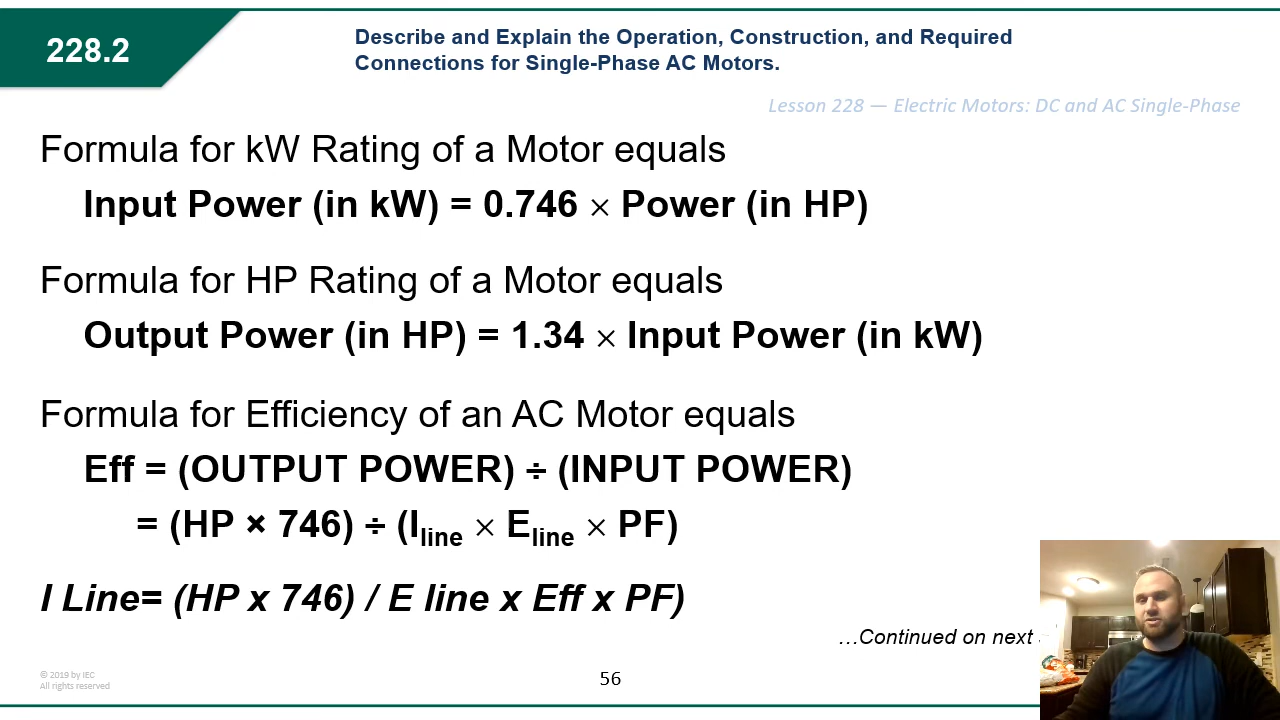 228.2
Describe and Explain the Operation, Construction, and Required
Connections for Single-Phase AC Motors.
Lesson 228 — Electric Motors: DC and AC Single-Phase
Formula for kW Rating of a Motor equals
Input Power (in kW) = 0.746 × Power (in HP)
Formula for HP Rating of a Motor equals
Output Power (in HP) = 1.34 × Input Power (in kW)
Formula for Efficiency of an AC Motor equals
Eff = (OUTPUT POWER) ÷ (INPUT POWER)
= (HP × 746) ÷ (Iline × Eline × PF)
I Line= (HP x 746) / E line x Eff x PF)
…Continued on next
© 2019 by IEC
All rights reserved
56